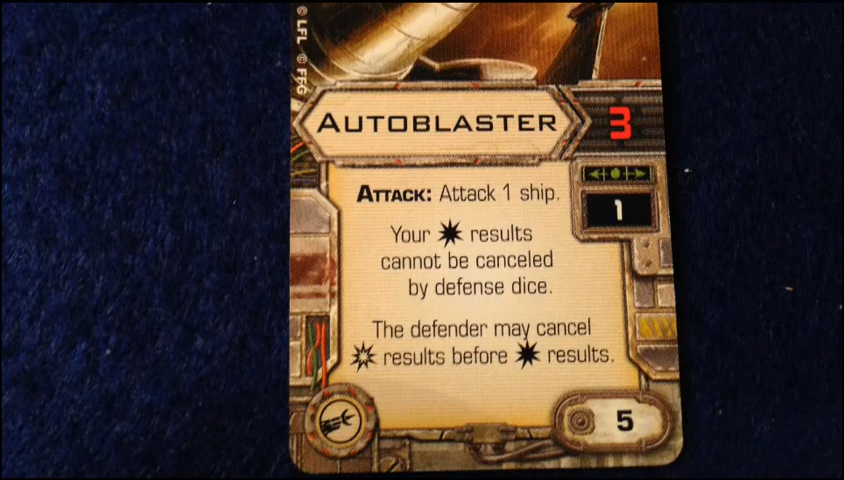 © LFL © FFG
AUTOBLASTER
3
1
ATTACK: Attack 1 ship.
Your results
cannot be canceled
by defense dice.
The defender may cancel
results before results.
5